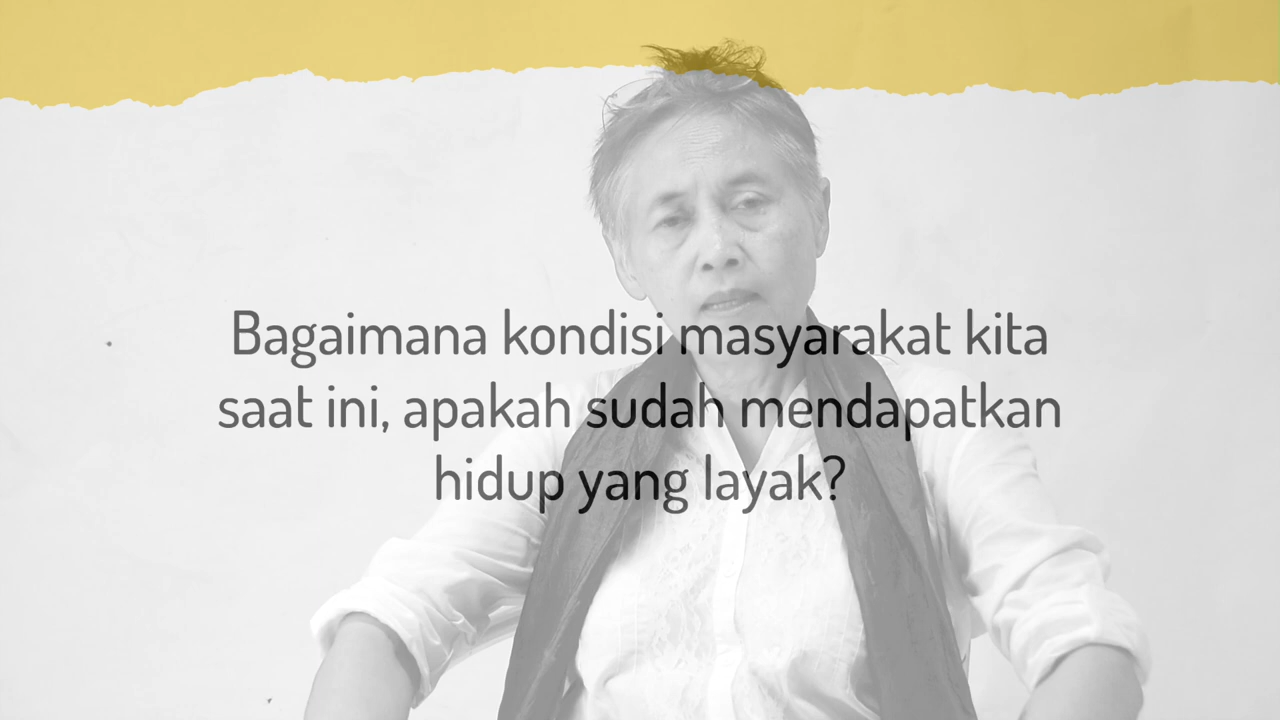 Bagaimana kondisi masyarakat kita
saat ini, apakah sudah mendapatkan
hidup yang layak?